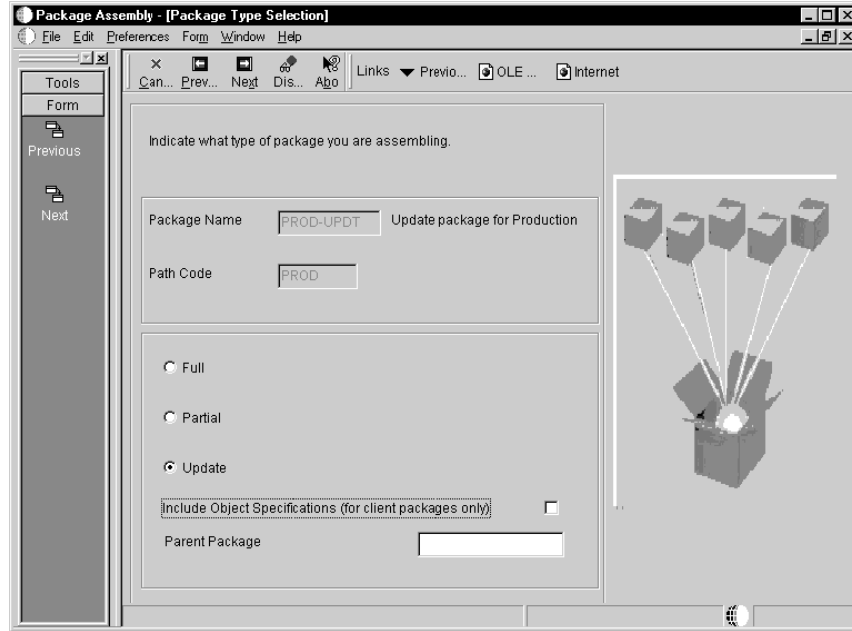 Package Assembly - [Package Type Selection]
File Edit Preferences Form Window Help
Can... Prev... Next Dis... Abo Links Previo... OLE ... Internet
Tools
Form
Previous
Next
Indicate what type of package you are assembling.
Package Name PROD-UPDT Update package for Production
Path Code PROD
Full
Partial
Update
Include Object Specifications (for client packages only)
Parent Package